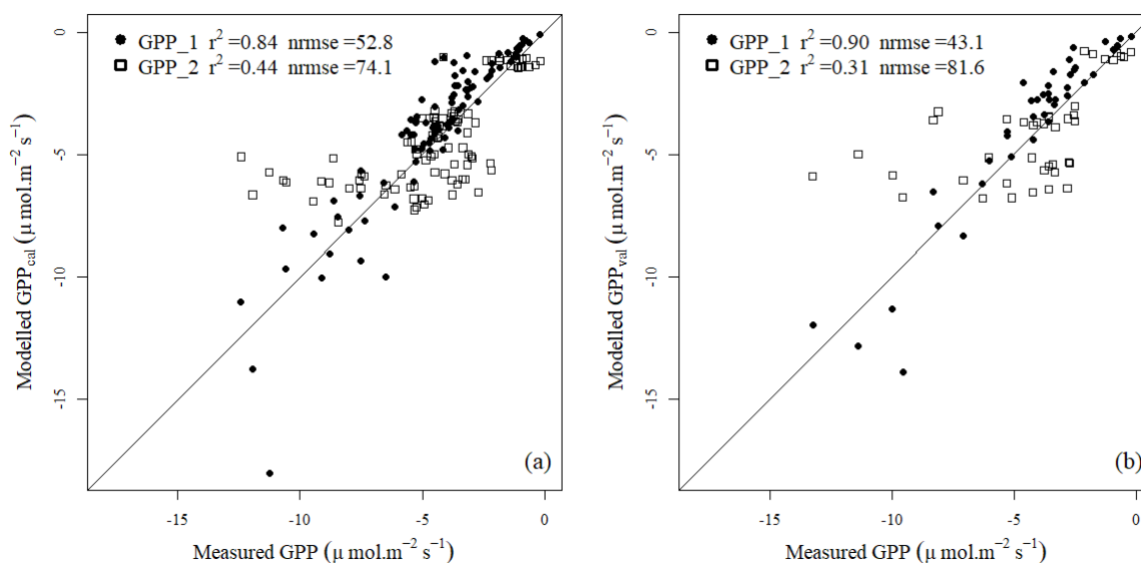 GPP_1 r² =0.84 nrmse =52.8
GPP_2 r² =0.44 nrmse =74.1
0
-5
-10
-15
Modelled GPPcal (μ mol.m⁻² s⁻¹)
(a)
-15 -10 -5 0
Measured GPP (μ mol.m⁻² s⁻¹)
GPP_1 r² =0.90 nrmse =43.1
GPP_2 r² =0.31 nrmse =81.6
0
-5
-10
-15
Modelled GPPval (μ mol.m⁻² s⁻¹)
(b)
-15 -10 -5 0
Measured GPP (μ mol.m⁻² s⁻¹)